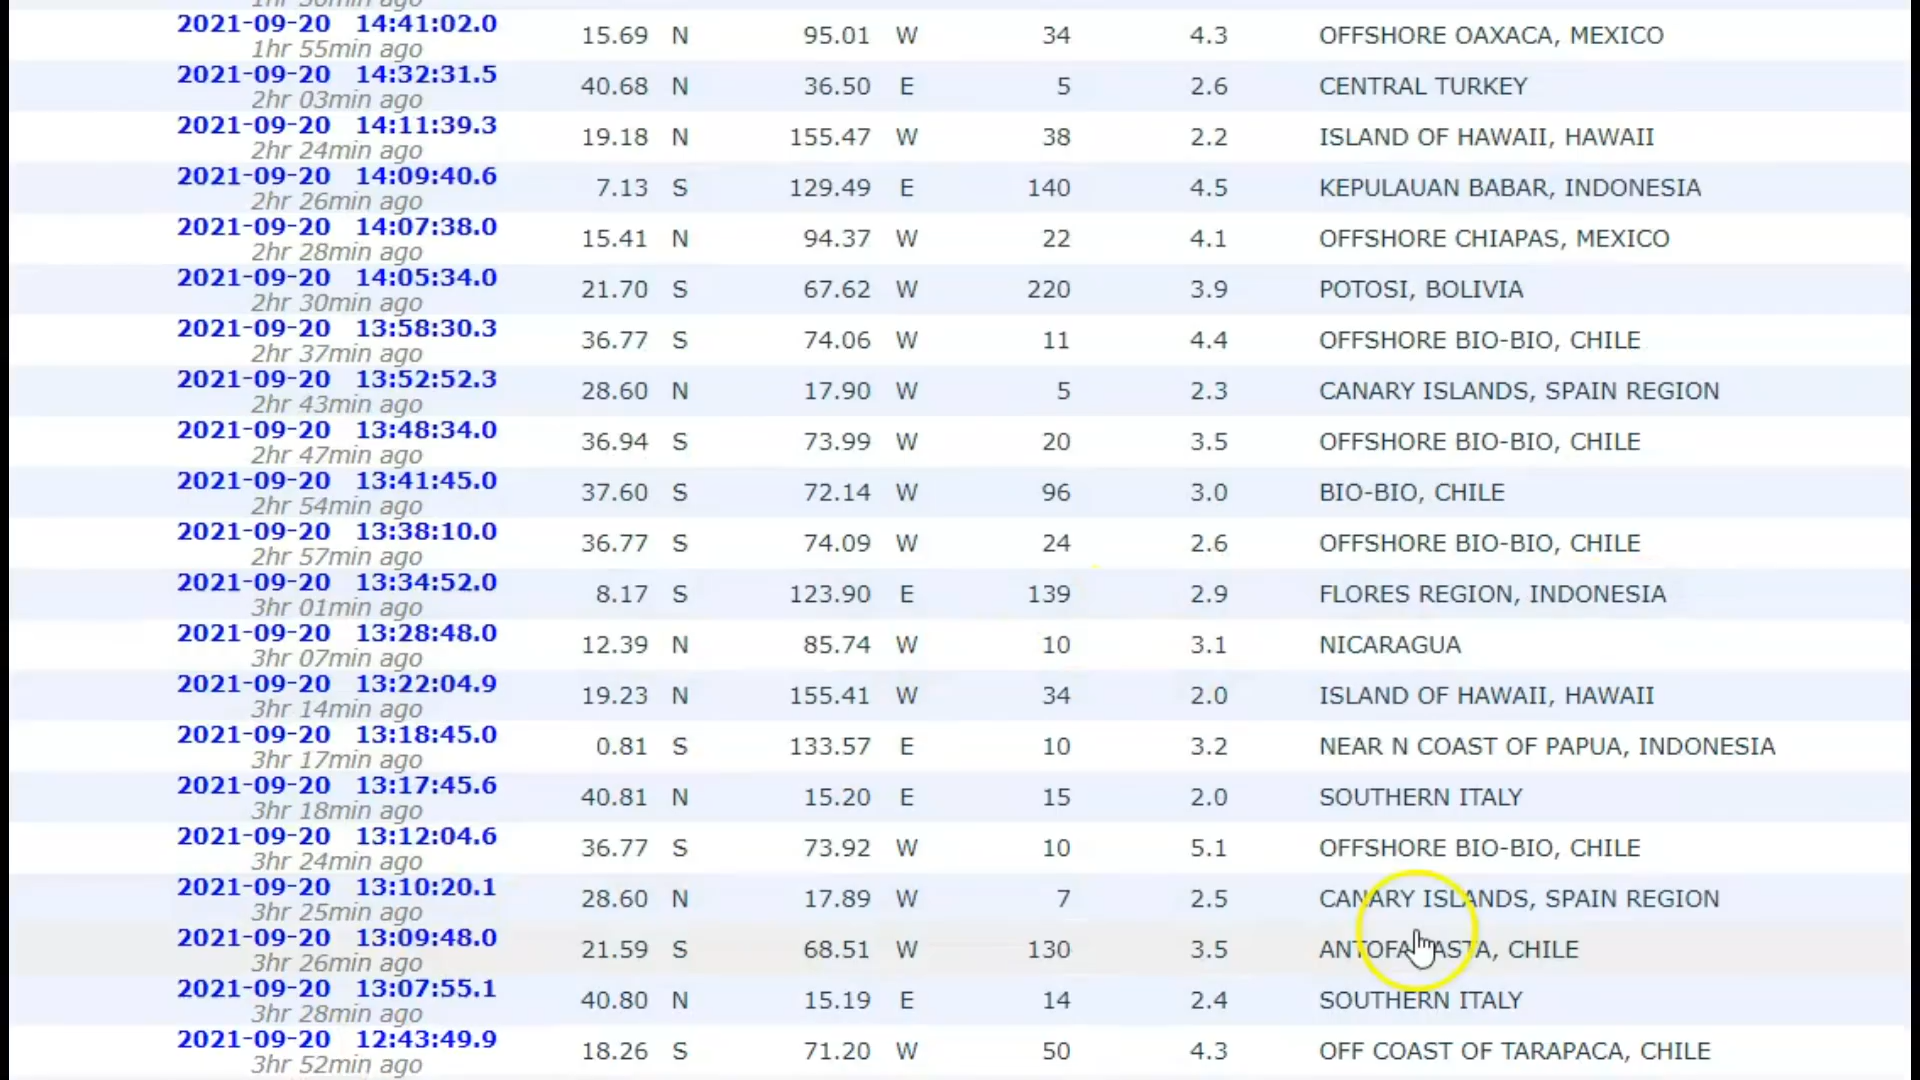 1hr 50min ago
2021-09-20 14:41:02.0
1hr 55min ago
15.69 N 95.01 W 34 4.3 OFFSHORE OAXACA, MEXICO
2021-09-20 14:32:31.5
2hr 03min ago
40.68 N 36.50 E 5 2.6 CENTRAL TURKEY
2021-09-20 14:11:39.3
2hr 24min ago
19.18 N 155.47 W 38 2.2 ISLAND OF HAWAII, HAWAII
2021-09-20 14:09:40.6
2hr 26min ago
7.13 S 129.49 E 140 4.5 KEPULAUAN BABAR, INDONESIA
2021-09-20 14:07:38.0
2hr 28min ago
15.41 N 94.37 W 22 4.1 OFFSHORE CHIAPAS, MEXICO
2021-09-20 14:05:34.0
2hr 30min ago
21.70 S 67.62 W 220 3.9 POTOSI, BOLIVIA
2021-09-20 13:58:30.3
2hr 37min ago
36.77 S 74.06 W 11 4.4 OFFSHORE BIO-BIO, CHILE
2021-09-20 13:52:52.3
2hr 43min ago
28.60 N 17.90 W 5 2.3 CANARY ISLANDS, SPAIN REGION
2021-09-20 13:48:34.0
2hr 47min ago
36.94 S 73.99 W 20 3.5 OFFSHORE BIO-BIO, CHILE
2021-09-20 13:41:45.0
2hr 54min ago
37.60 S 72.14 W 96 3.0 BIO-BIO, CHILE
2021-09-20 13:38:10.0
2hr 57min ago
36.77 S 74.09 W 24 2.6 OFFSHORE BIO-BIO, CHILE
2021-09-20 13:34:52.0
3hr 01min ago
8.17 S 123.90 E 139 2.9 FLORES REGION, INDONESIA
2021-09-20 13:28:48.0
3hr 07min ago
12.39 N 85.74 W 10 3.1 NICARAGUA
2021-09-20 13:22:04.9
3hr 14min ago
19.23 N 155.41 W 34 2.0 ISLAND OF HAWAII, HAWAII
2021-09-20 13:18:45.0
3hr 17min ago
0.81 S 133.57 E 10 3.2 NEAR N COAST OF PAPUA, INDONESIA
2021-09-20 13:17:45.6
3hr 18min ago
40.81 N 15.20 E 15 2.0 SOUTHERN ITALY
2021-09-20 13:12:04.6
3hr 24min ago
36.77 S 73.92 W 10 5.1 OFFSHORE BIO-BIO, CHILE
2021-09-20 13:10:20.1
3hr 25min ago
28.60 N 17.89 W 7 2.5 CANARY ISLANDS, SPAIN REGION
2021-09-20 13:09:48.0
3hr 26min ago
21.59 S 68.51 W 130 3.5 ANTOFAGASTA, CHILE
2021-09-20 13:07:55.1
3hr 28min ago
40.80 N 15.19 E 14 2.4 SOUTHERN ITALY
2021-09-20 12:43:49.9
3hr 52min ago
18.26 S 71.20 W 50 4.3 OFF COAST OF TARAPACA, CHILE